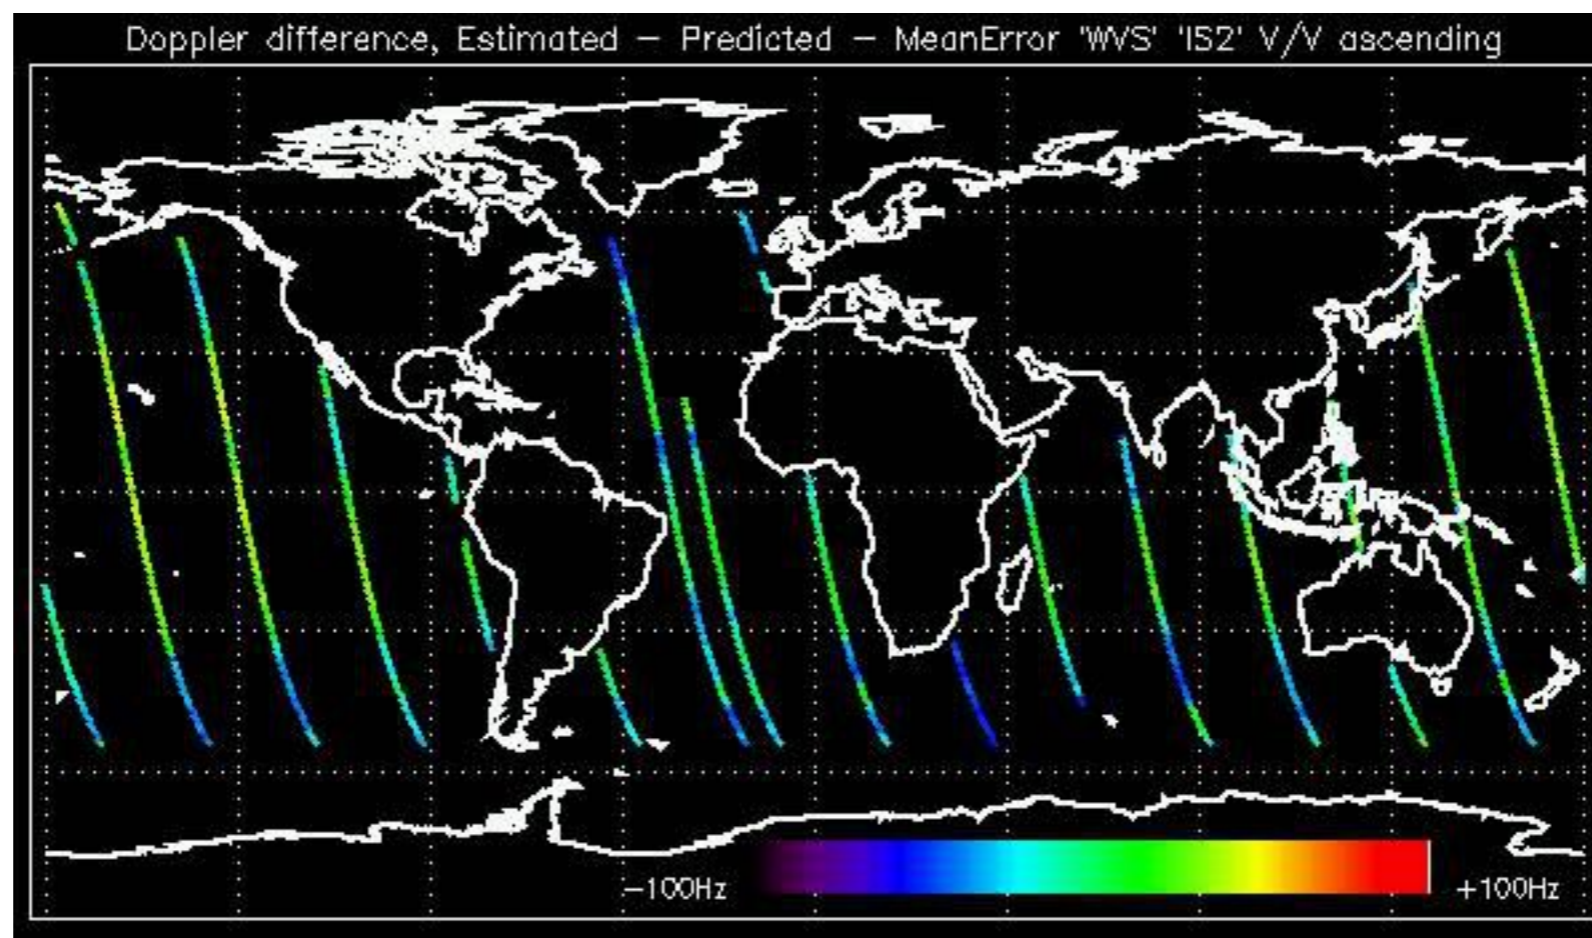 Doppler difference, Estimated − Predicted − MeanError 'WVS' 'IS2' V/V ascending
−100Hz
+100Hz